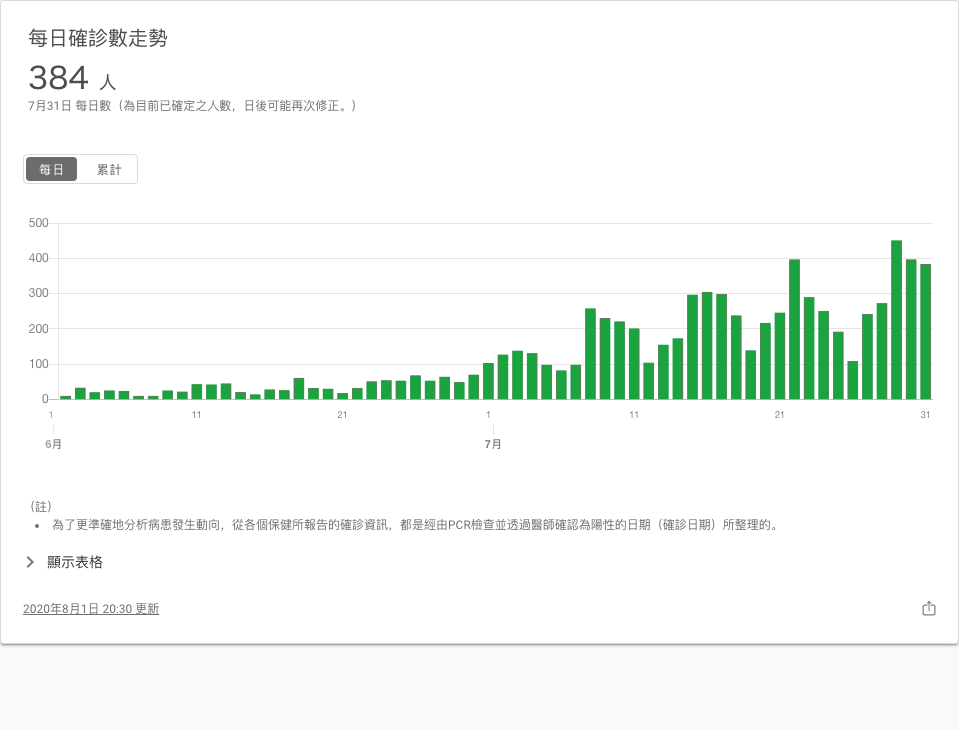 每日確診數走勢
384 人
7月31日 每日數（為目前已確定之人數，日後可能再次修正。）
每日 累計
500
400
300
200
100
0
1 11 21 1 11 21 31
6月 7月
（註）
• 為了更準確地分析病患發生動向，從各個保健所報告的確診資訊，都是經由PCR檢查並透過醫師確認為陽性的日期（確診日期）所整理的。
顯示表格
2020年8月1日 20:30 更新